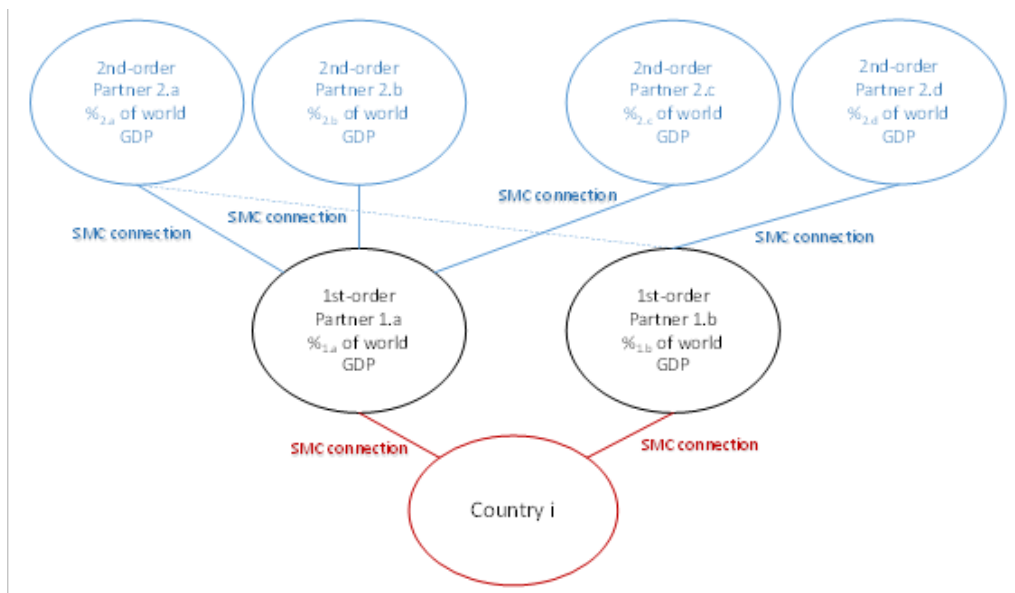 2nd-order
Partner 2.a
%2.a of world
GDP
2nd-order
Partner 2.b
%2.b of world
GDP
2nd-order
Partner 2.c
%2.c of world
GDP
2nd-order
Partner 2.d
%2.d of world
GDP
SMC connection
SMC connection
SMC connection
SMC connection
1st-order
Partner 1.a
%1.a of world
GDP
1st-order
Partner 1.b
%1.b of world
GDP
SMC connection
SMC connection
Country i